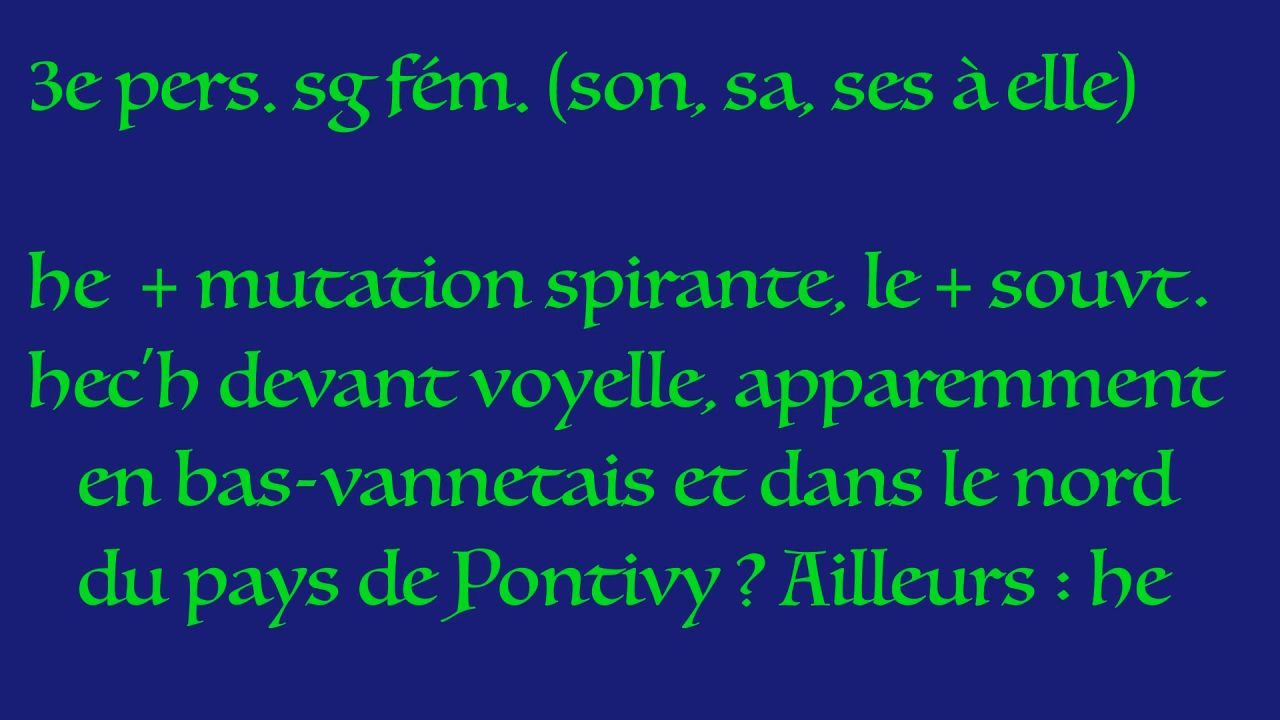 3e pers. sg fém. (son, sa, ses à elle)
he + mutation spirante, le + souvt.
hec'h devant voyelle, apparemment
en bas-vannetais et dans le nord
du pays de Pontivy ? Ailleurs : he